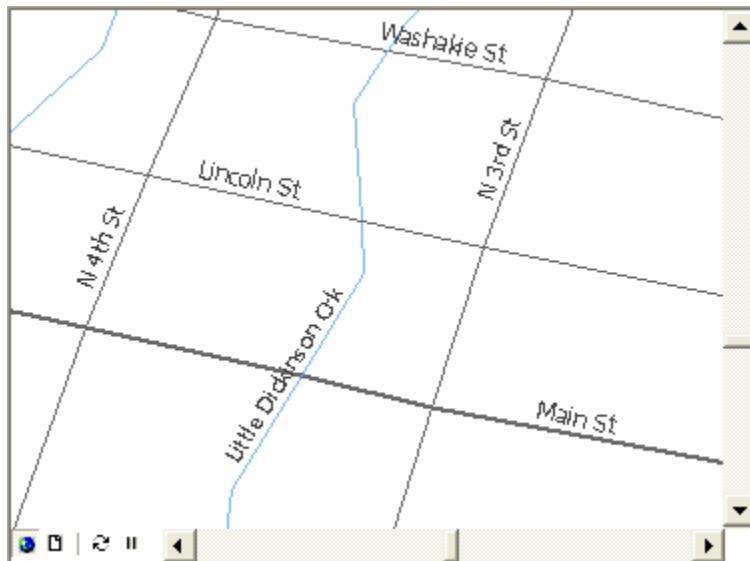 Washakie St
N 3rd St
Lincoln St
N 4th St
Little Dickinson Crk
Main St